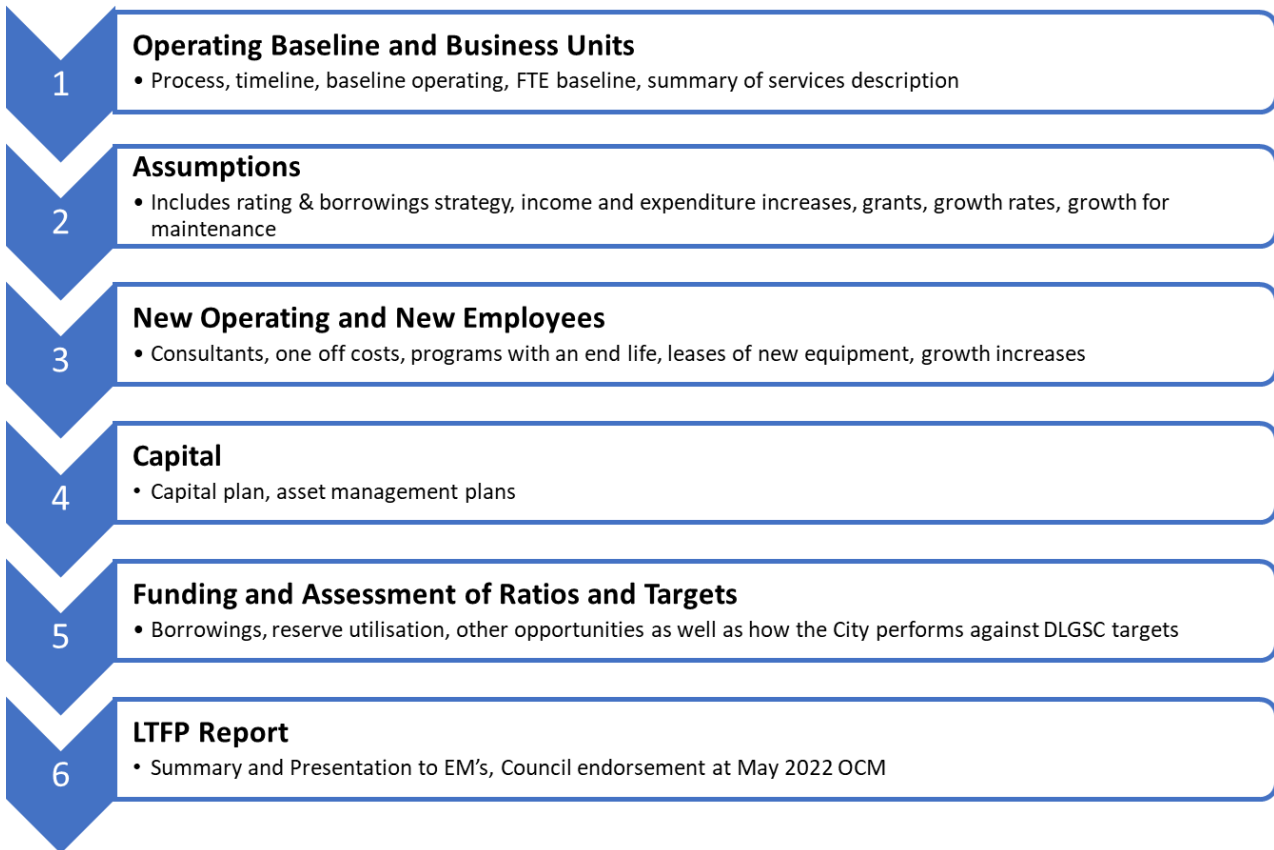 1
Operating Baseline and Business Units
• Process, timeline, baseline operating, FTE baseline, summary of services description
2
Assumptions
• Includes rating & borrowings strategy, income and expenditure increases, grants, growth rates, growth for
maintenance
3
New Operating and New Employees
• Consultants, one off costs, programs with an end life, leases of new equipment, growth increases
4
Capital
• Capital plan, asset management plans
5
Funding and Assessment of Ratios and Targets
• Borrowings, reserve utilisation, other opportunities as well as how the City performs against DLGSC targets
6
LTFP Report
• Summary and Presentation to EM's, Council endorsement at May 2022 OCM